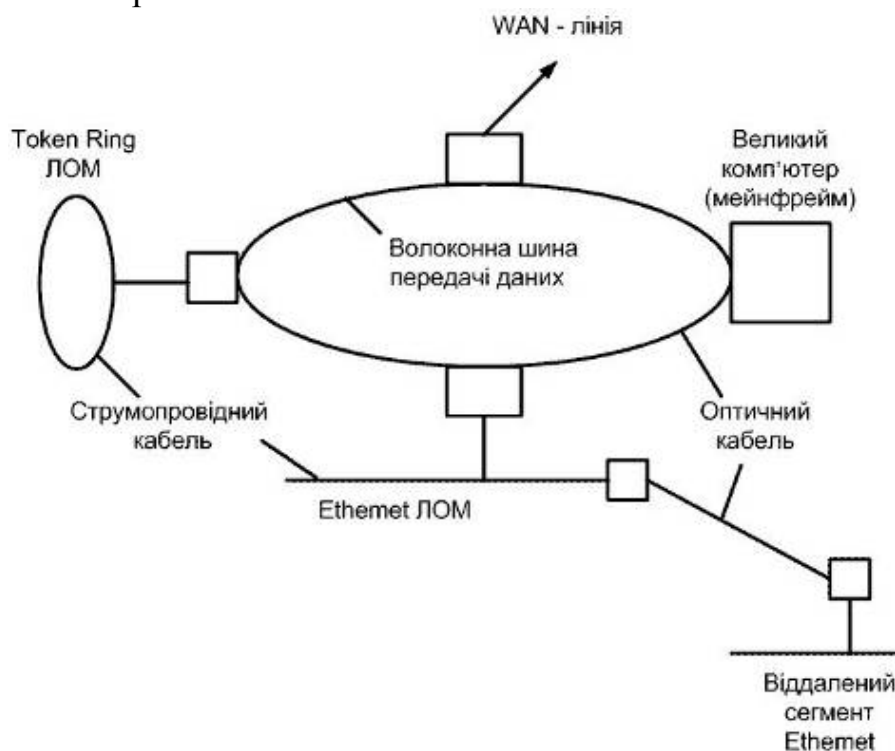 WAN - лінія
Token Ring
ЛОМ
Великий
комп'ютер
(мейнфрейм)
Волоконна шина
передачі даних
Струмопровідний
кабель
Оптичний
кабель
Ethemet ЛОМ
Віддалений
сегмент
Ethemet